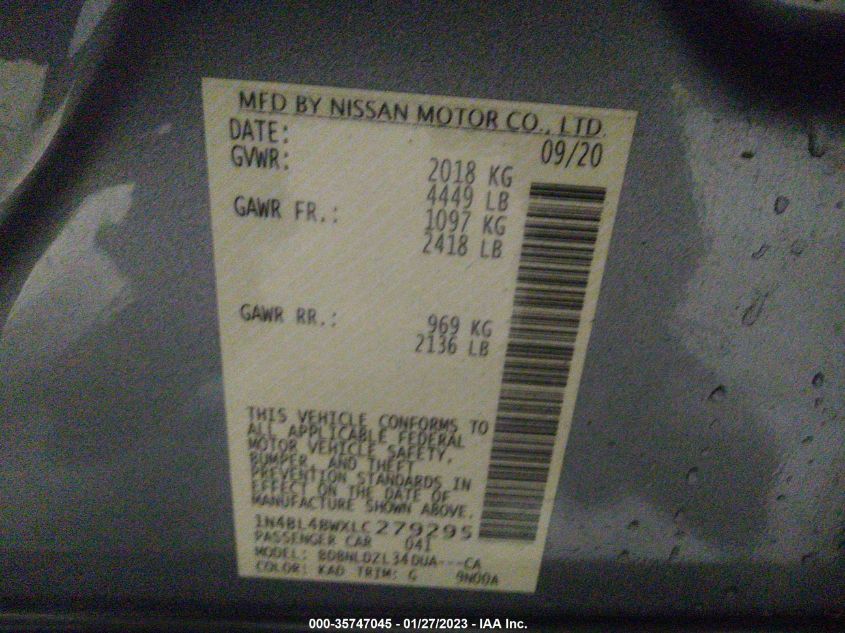 MFD BY NISSAN MOTOR CO., LTD.
DATE: 09/20
GVWR: 2018 KG
4449 LB
GAWR FR.: 1097 KG
2418 LB
GAWR RR.: 969 KG
2136 LB
THIS VEHICLE CONFORMS TO
ALL APPLICABLE FEDERAL
MOTOR VEHICLE SAFETY,
BUMPER, AND THEFT
PREVENTION STANDARDS IN
EFFECT ON THE DATE OF
MANUFACTURE SHOWN ABOVE.
1N4BL4BWXLC279295
PASSENGER CAR 041
MODEL: BDBNLDZL34DUA---CA
COLOR: KAD TRIM: G 9N00A
000-35747045 - 01/27/2023 - IAA Inc.